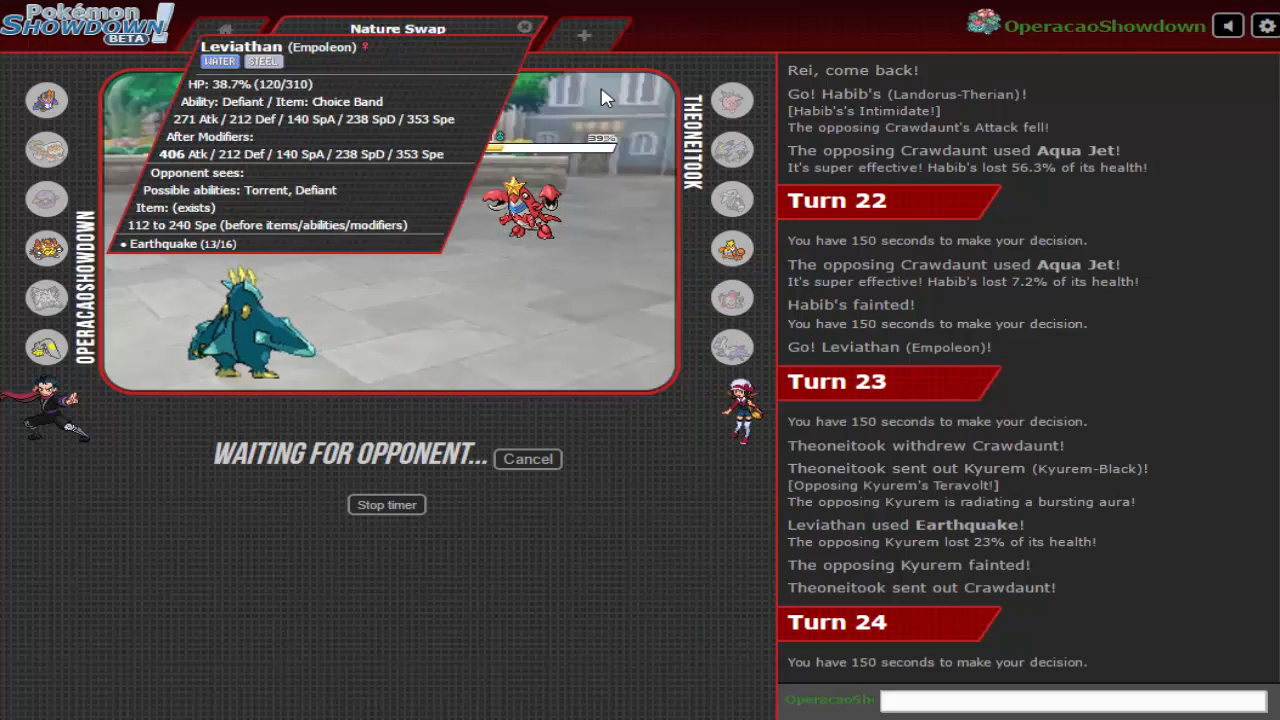 Pokémon
SHOWDOWN!
BETA
Nature Swap
OperacaoShowdown
Leviathan (Empoleon) ♀
WATER STEEL
HP: 38.7% (120/310)
Ability: Defiant / Item: Choice Band
271 Atk / 212 Def / 140 SpA / 238 SpD / 353 Spe
After Modifiers:
406 Atk / 212 Def / 140 SpA / 238 SpD / 353 Spe
Opponent sees:
Possible abilities: Torrent, Defiant
Item: (exists)
112 to 240 Spe (before items/abilities/modifiers)
• Earthquake (13/16)
39%
OPERACAOSHOWDOWN
THEONEITOOK
WAITING FOR OPPONENT... Cancel
Stop timer
Rei, come back!
Go! Habib's (Landorus-Therian)!
[Habib's Intimidate!]
The opposing Crawdaunt's Attack fell!
The opposing Crawdaunt used Aqua Jet!
It's super effective! Habib's lost 56.3% of its health!
Turn 22
You have 150 seconds to make your decision.
The opposing Crawdaunt used Aqua Jet!
It's super effective! Habib's lost 7.2% of its health!
Habib's fainted!
You have 150 seconds to make your decision.
Go! Leviathan (Empoleon)!
Turn 23
You have 150 seconds to make your decision.
Theoneitook withdrew Crawdaunt!
Theoneitook sent out Kyurem (Kyurem-Black)!
[Opposing Kyurem's Teravolt!]
The opposing Kyurem is radiating a bursting aura!
Leviathan used Earthquake!
The opposing Kyurem lost 23% of its health!
The opposing Kyurem fainted!
Theoneitook sent out Crawdaunt!
Turn 24
You have 150 seconds to make your decision.
OperacaoSh